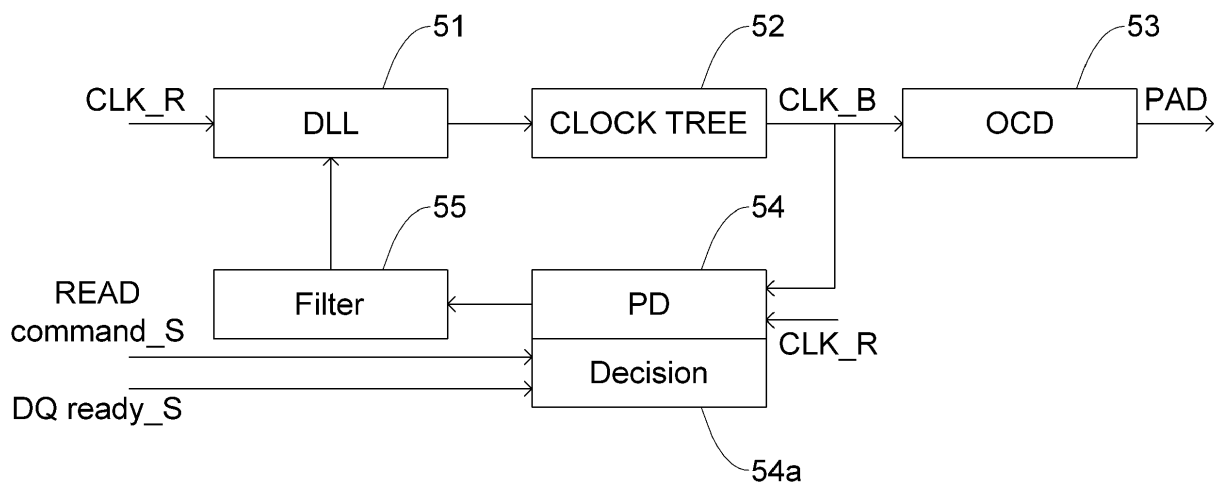 51
52
53
CLK_R
DLL
CLOCK TREE
CLK_B
OCD
PAD
55
54
READ
command_S
Filter
PD
CLK_R
Decision
DQ ready_S
54a